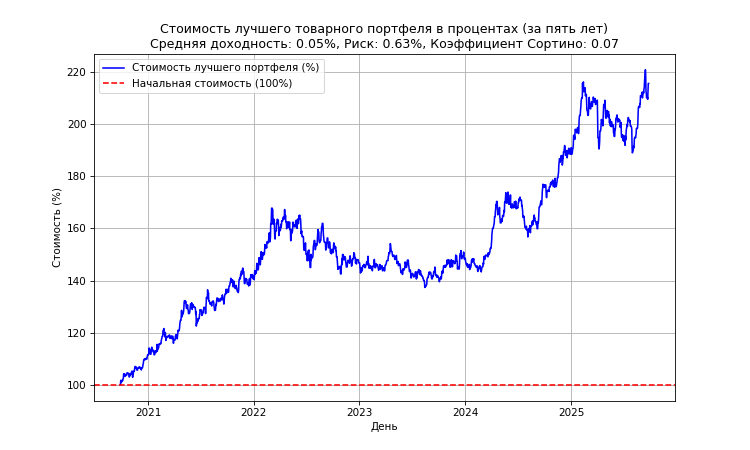 Стоимость лучшего товарного портфеля в процентах (за пять лет)
Средняя доходность: 0.05%, Риск: 0.63%, Коэффициент Сортино: 0.07
Стоимость лучшего портфеля (%)
Начальная стоимость (100%)
Стоимость (%)
220
200
180
160
140
120
100
2021 2022 2023 2024 2025
День